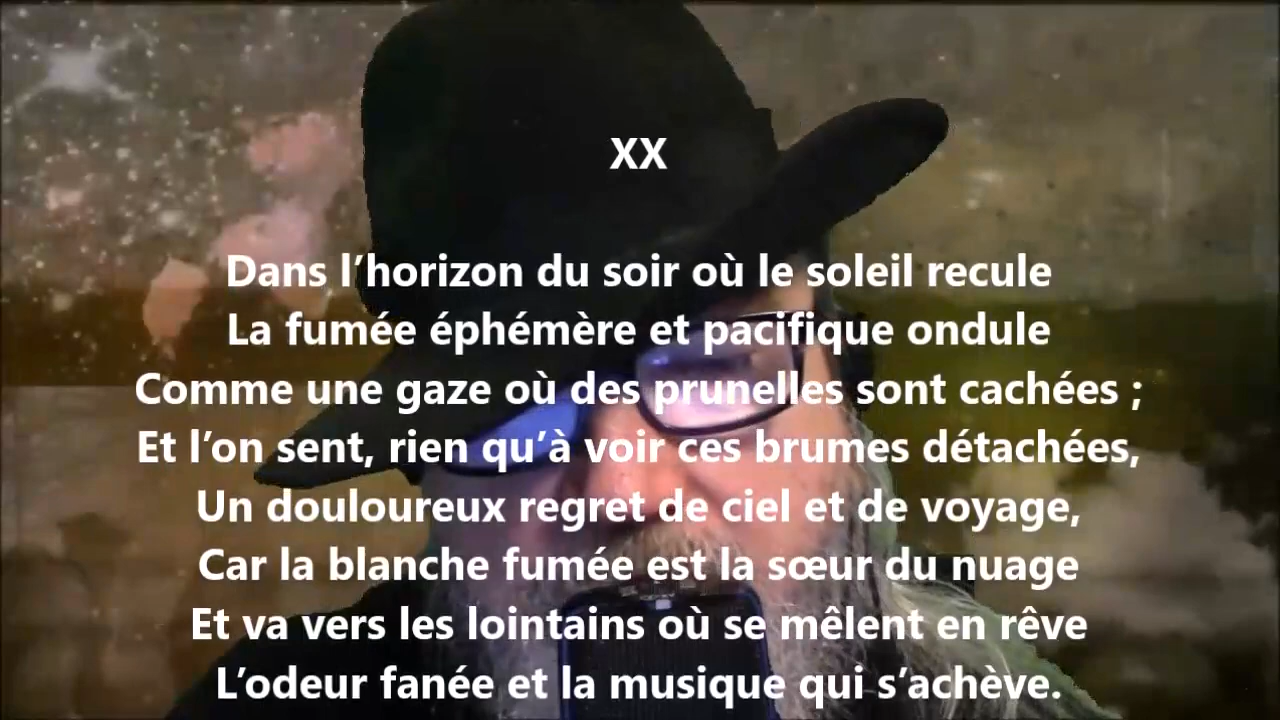 XX
Dans l’horizon du soir où le soleil recule
La fumée éphémère et pacifique ondule
Comme une gaze où des prunelles sont cachées ;
Et l’on sent, rien qu’à voir ces brumes détachées,
Un douloureux regret de ciel et de voyage,
Car la blanche fumée est la sœur du nuage
Et va vers les lointains où se mêlent en rêve
L’odeur fanée et la musique qui s’achève.